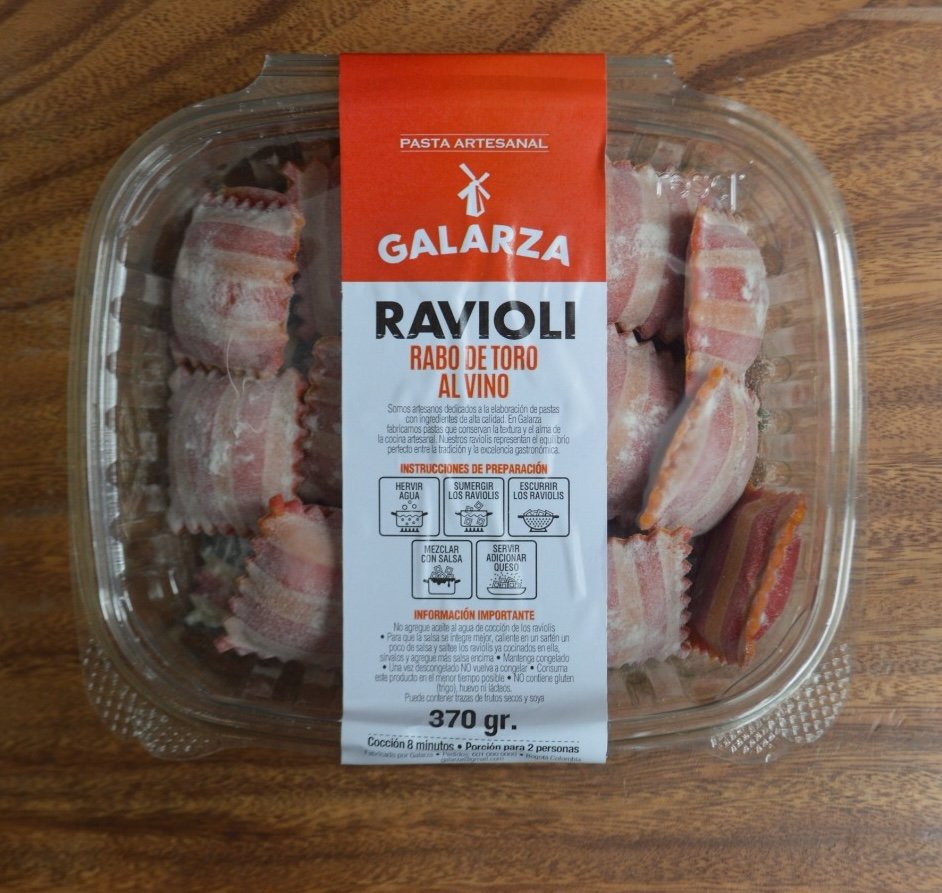 PASTA ARTESANAL
GALARZA
RAVIOLI
RABO DE TORO
AL VINO
Somos artesanos dedicados a la elaboración de pastas
con ingredientes de alta calidad. En Galarza
fabricamos pastas que conservan la textura y el alma de
la cocina artesanal. Nuestros raviolis representan el equilibrio
perfecto entre la tradición y la excelencia gastronómica.
INSTRUCCIONES DE PREPARACIÓN
HERVIR
AGUA
SUMERGIR
LOS RAVIOLIS
ESCURRIR
LOS RAVIOLIS
MEZCLAR
CON SALSA
SERVIR
ADICIONAR
QUESO
INFORMACIÓN IMPORTANTE
No agregue aceite al agua de cocción de los raviolis
• Para que la salsa se integre mejor, caliente en un sartén un
poco de salsa y saltee los raviolis ya cocinados en ella,
sírvalos y agregue más salsa encima • Mantenga congelado
• Una vez descongelado NO vuelva a congelar • Consuma
este producto en el menor tiempo posible • NO contiene gluten
(trigo), huevo ni lácteos.
Puede contener trazas de frutos secos y soya
370 gr.
Cocción 8 minutos • Porción para 2 personas
Fabricado por Galarza • Pedidos: • Bogotá Colombia